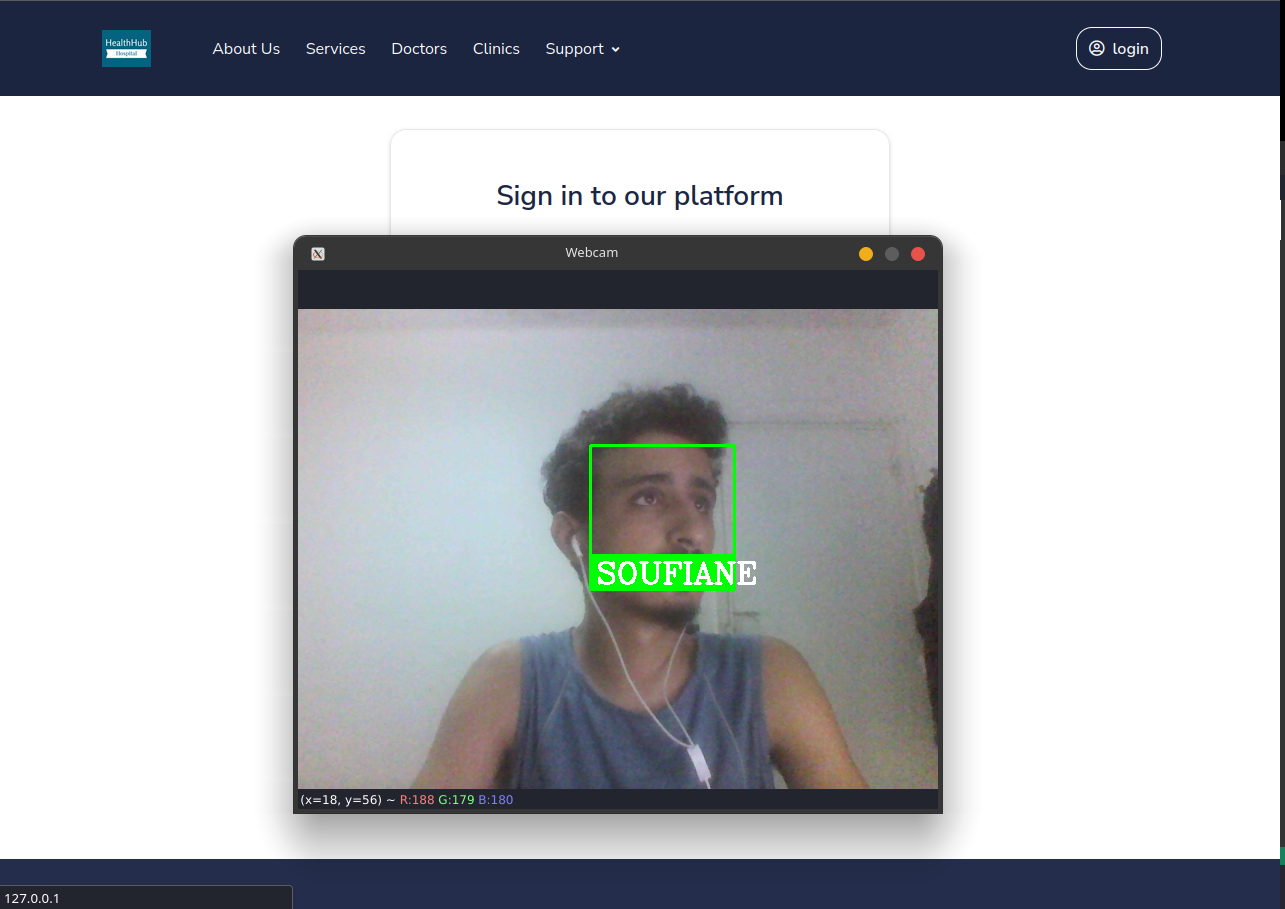 HealthHub
Hospital
About Us Services Doctors Clinics Support login
Sign in to our platform
Webcam
SOUFIANE
(x=18, y=56) ~ R:188 G:179 B:180
127.0.0.1